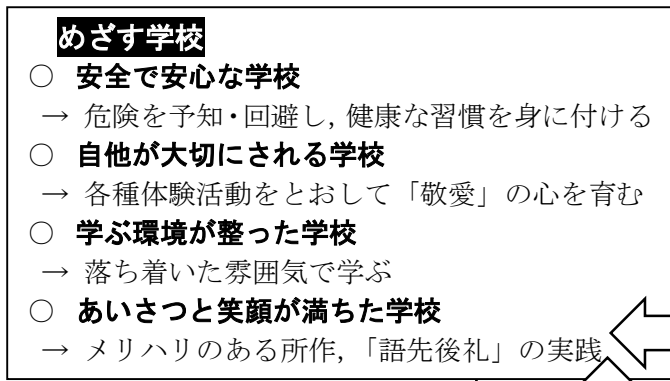 めざす学校
○ 安全で安心な学校
→ 危険を予知・回避し，健康な習慣を身に付ける
○ 自他が大切にされる学校
→ 各種体験活動をとおして「敬愛」の心を育む
○ 学ぶ環境が整った学校
→ 落ち着いた雰囲気で学ぶ
○ あいさつと笑顔が満ちた学校
→ メリハリのある所作，「語先後礼」の実践